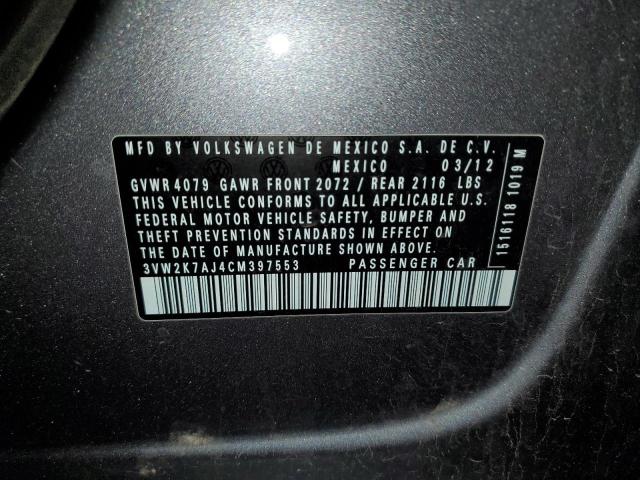 MFD BY VOLKSWAGEN DE MEXICO S.A. DE C.V.
MEXICO 03/12
GVWR 4079 GAWR FRONT 2072 / REAR 2116 LBS
THIS VEHICLE CONFORMS TO ALL APPLICABLE U.S.
FEDERAL MOTOR VEHICLE SAFETY, BUMPER AND
THEFT PREVENTION STANDARDS IN EFFECT ON
THE DATE OF MANUFACTURE SHOWN ABOVE.
3VW2K7AJ4CM397553 PASSENGER CAR
1516118 1019 M